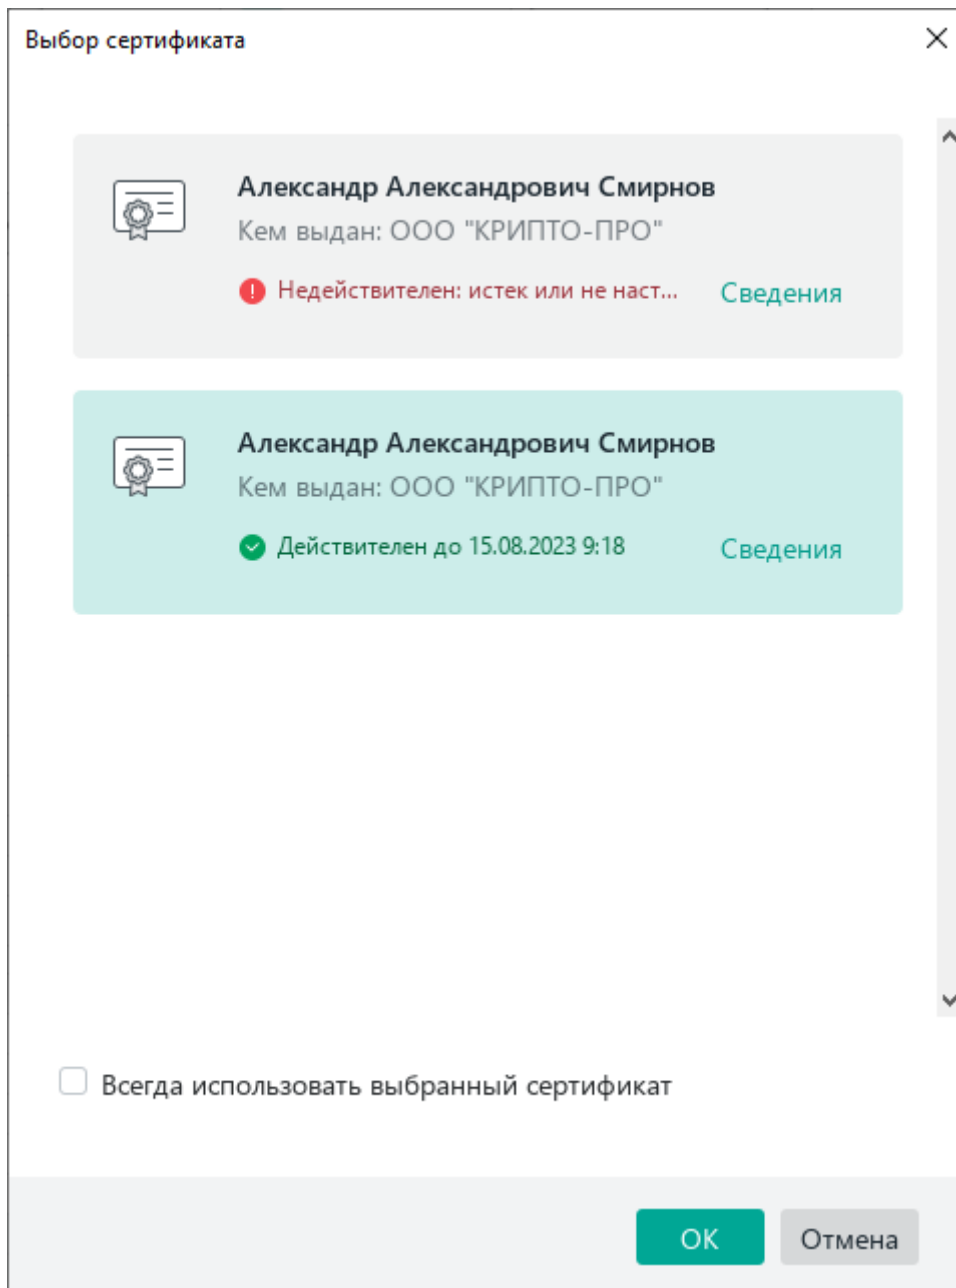 Выбор сертификата
Александр Александрович Смирнов
Кем выдан: ООО "КРИПТО-ПРО"
Недействителен: истек или не наст... Сведения
Александр Александрович Смирнов
Кем выдан: ООО "КРИПТО-ПРО"
Действителен до 15.08.2023 9:18 Сведения
Всегда использовать выбранный сертификат
ОК Отмена